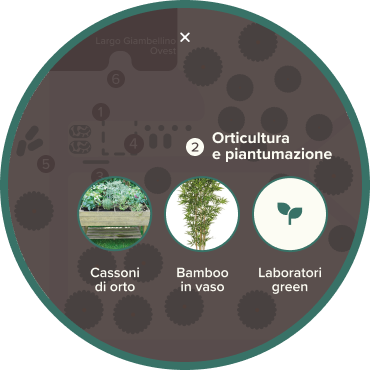 Largo Giambellino
Ovest
×
6
1
4
5
2 Orticultura
e piantumazione
Cassoni
di orto
Bamboo
in vaso
Laboratori
green